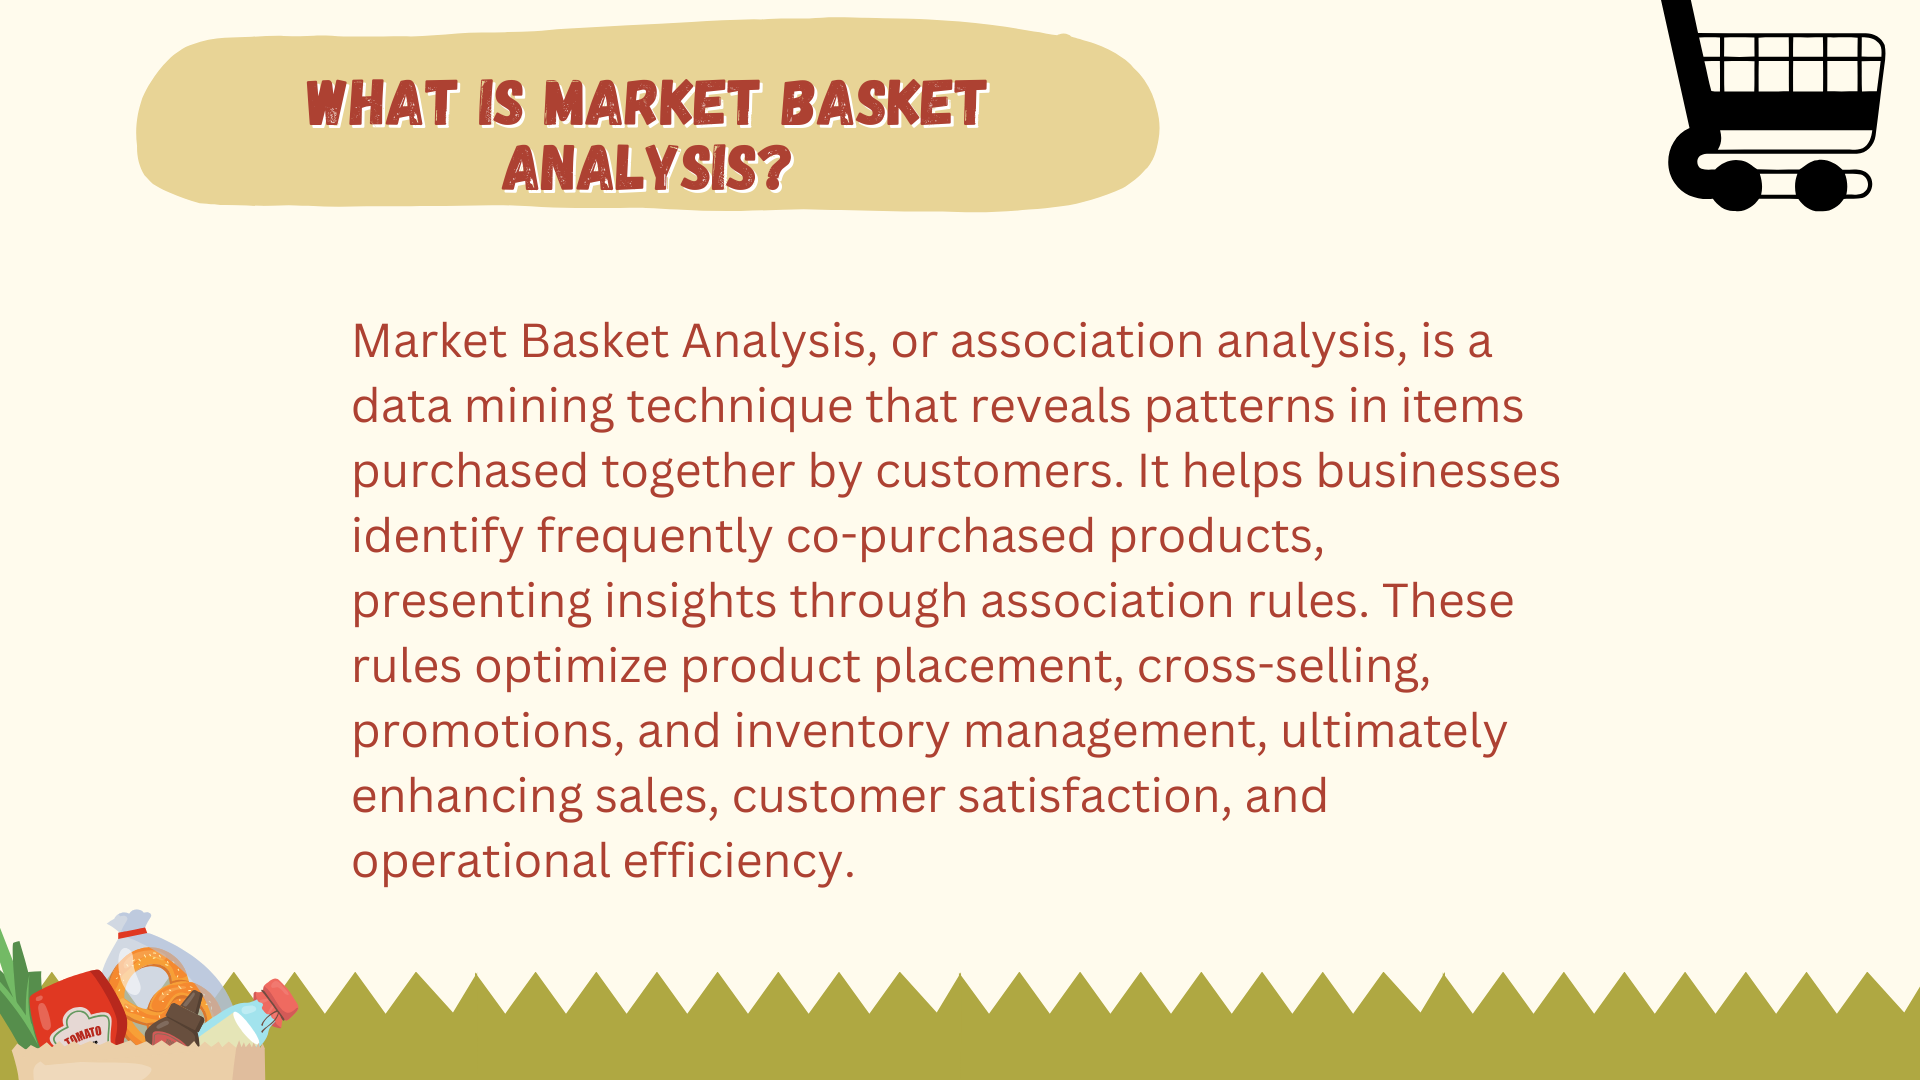 WHAT IS MARKET BASKET
ANALYSIS?
Market Basket Analysis, or association analysis, is a
data mining technique that reveals patterns in items
purchased together by customers. It helps businesses
identify frequently co-purchased products,
presenting insights through association rules. These
rules optimize product placement, cross-selling,
promotions, and inventory management, ultimately
enhancing sales, customer satisfaction, and
operational efficiency.
TOMATO